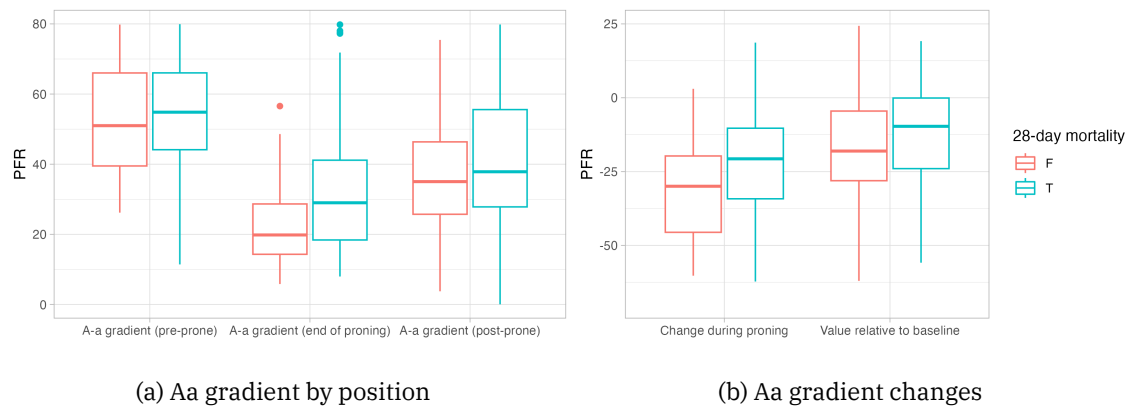 80
60
40
20
0
PFR
A-a gradient (pre-prone)
A-a gradient (end of proning)
A-a gradient (post-prone)
25
0
-25
-50
PFR
Change during proning
Value relative to baseline
28-day mortality
F
T
(a) Aa gradient by position
(b) Aa gradient changes